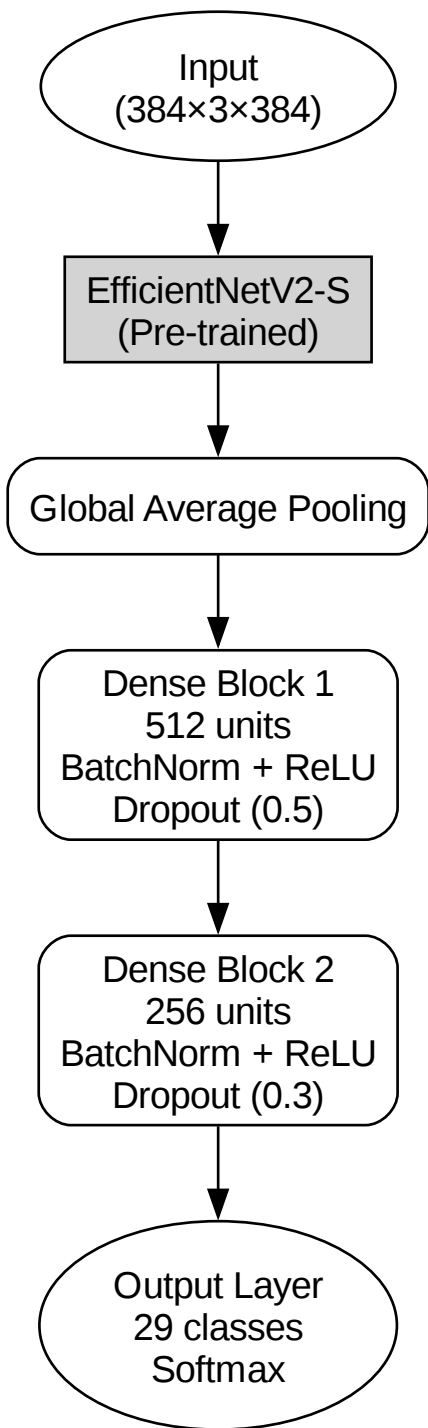 Input
(384×3×384)
EfficientNetV2-S
(Pre-trained)
Global Average Pooling
Dense Block 1
512 units
BatchNorm + ReLU
Dropout (0.5)
Dense Block 2
256 units
BatchNorm + ReLU
Dropout (0.3)
Output Layer
29 classes
Softmax